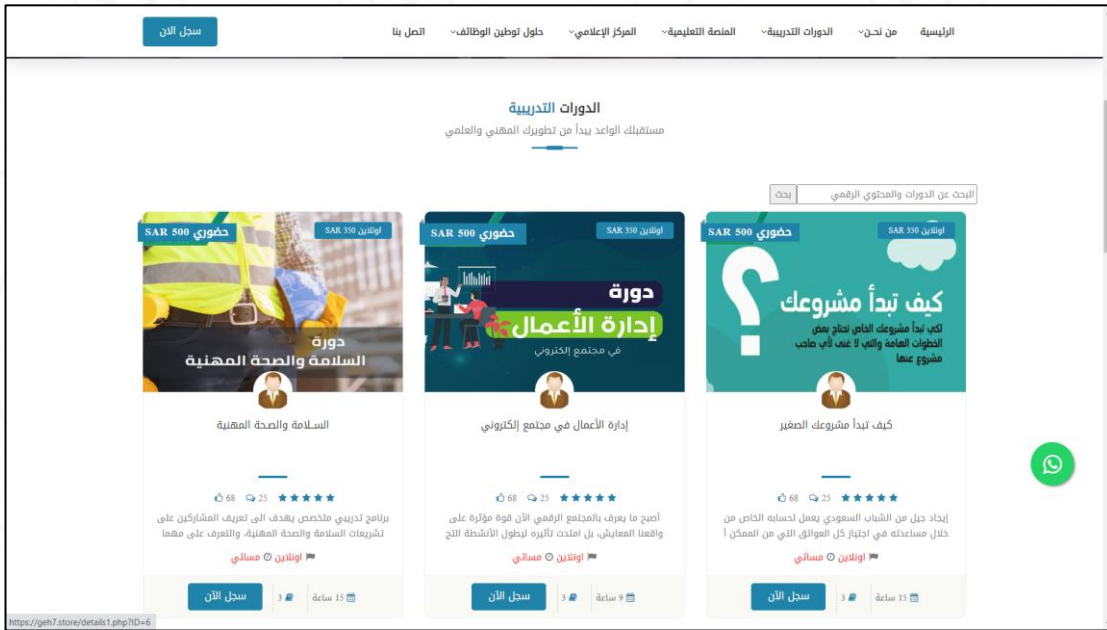 الرئيسية من نحـن الدورات التدريبية المنصة التعليمية المركز الإعلامي حلول توطين الوظائف اتصل بنا سجل الان
الدورات التدريبية
مستقبلك الواعد يبدأ من تطويرك المهني والعلمي
البحث عن الدورات والمحتوي الرقمي بحث
اونلاين 350 SAR
حضوري 500 SAR
كيف تبدأ مشروعك
لكي تبدأ مشروعك الخاص تحتاج بعض
الخطوات الهامة والتي لا غنى لأي صاحب
مشروع عنها
؟
كيف تبدأ مشروعك الصغير
25 68
إيجاد جيل من الشباب السعودي يعمل لحسابه الخاص من
خلال مساعدته في اجتياز كل العوائق التي من الممكن أ
اونلاين مسائي
15 ساعة 3 سجل الآن
اونلاين 350 SAR
حضوري 500 SAR
دورة
إدارة الأعمال
في مجتمع إلكتروني
إدارة الأعمال في مجتمع إلكتروني
25 68
أصبح ما يعرف بالمجتمع الرقمي الآن قوة مؤثرة على
واقعنا المعايش، بل امتدت تأثيره ليطول الأنشطة التج
اونلاين مسائي
9 ساعة 3 سجل الآن
اونلاين 350 SAR
حضوري 500 SAR
دورة
السلامة والصحة المهنية
السـلامة والصـحة المهنية
25 68
برنامج تدريبي متخصص يهدف الى تعريف المشاركين على
تشريعات السلامة والصحة المهنية، والتعرف على مهما
اونلاين مسائي
15 ساعة 3 سجل الآن
https://geh7.store/details1.php?ID=6